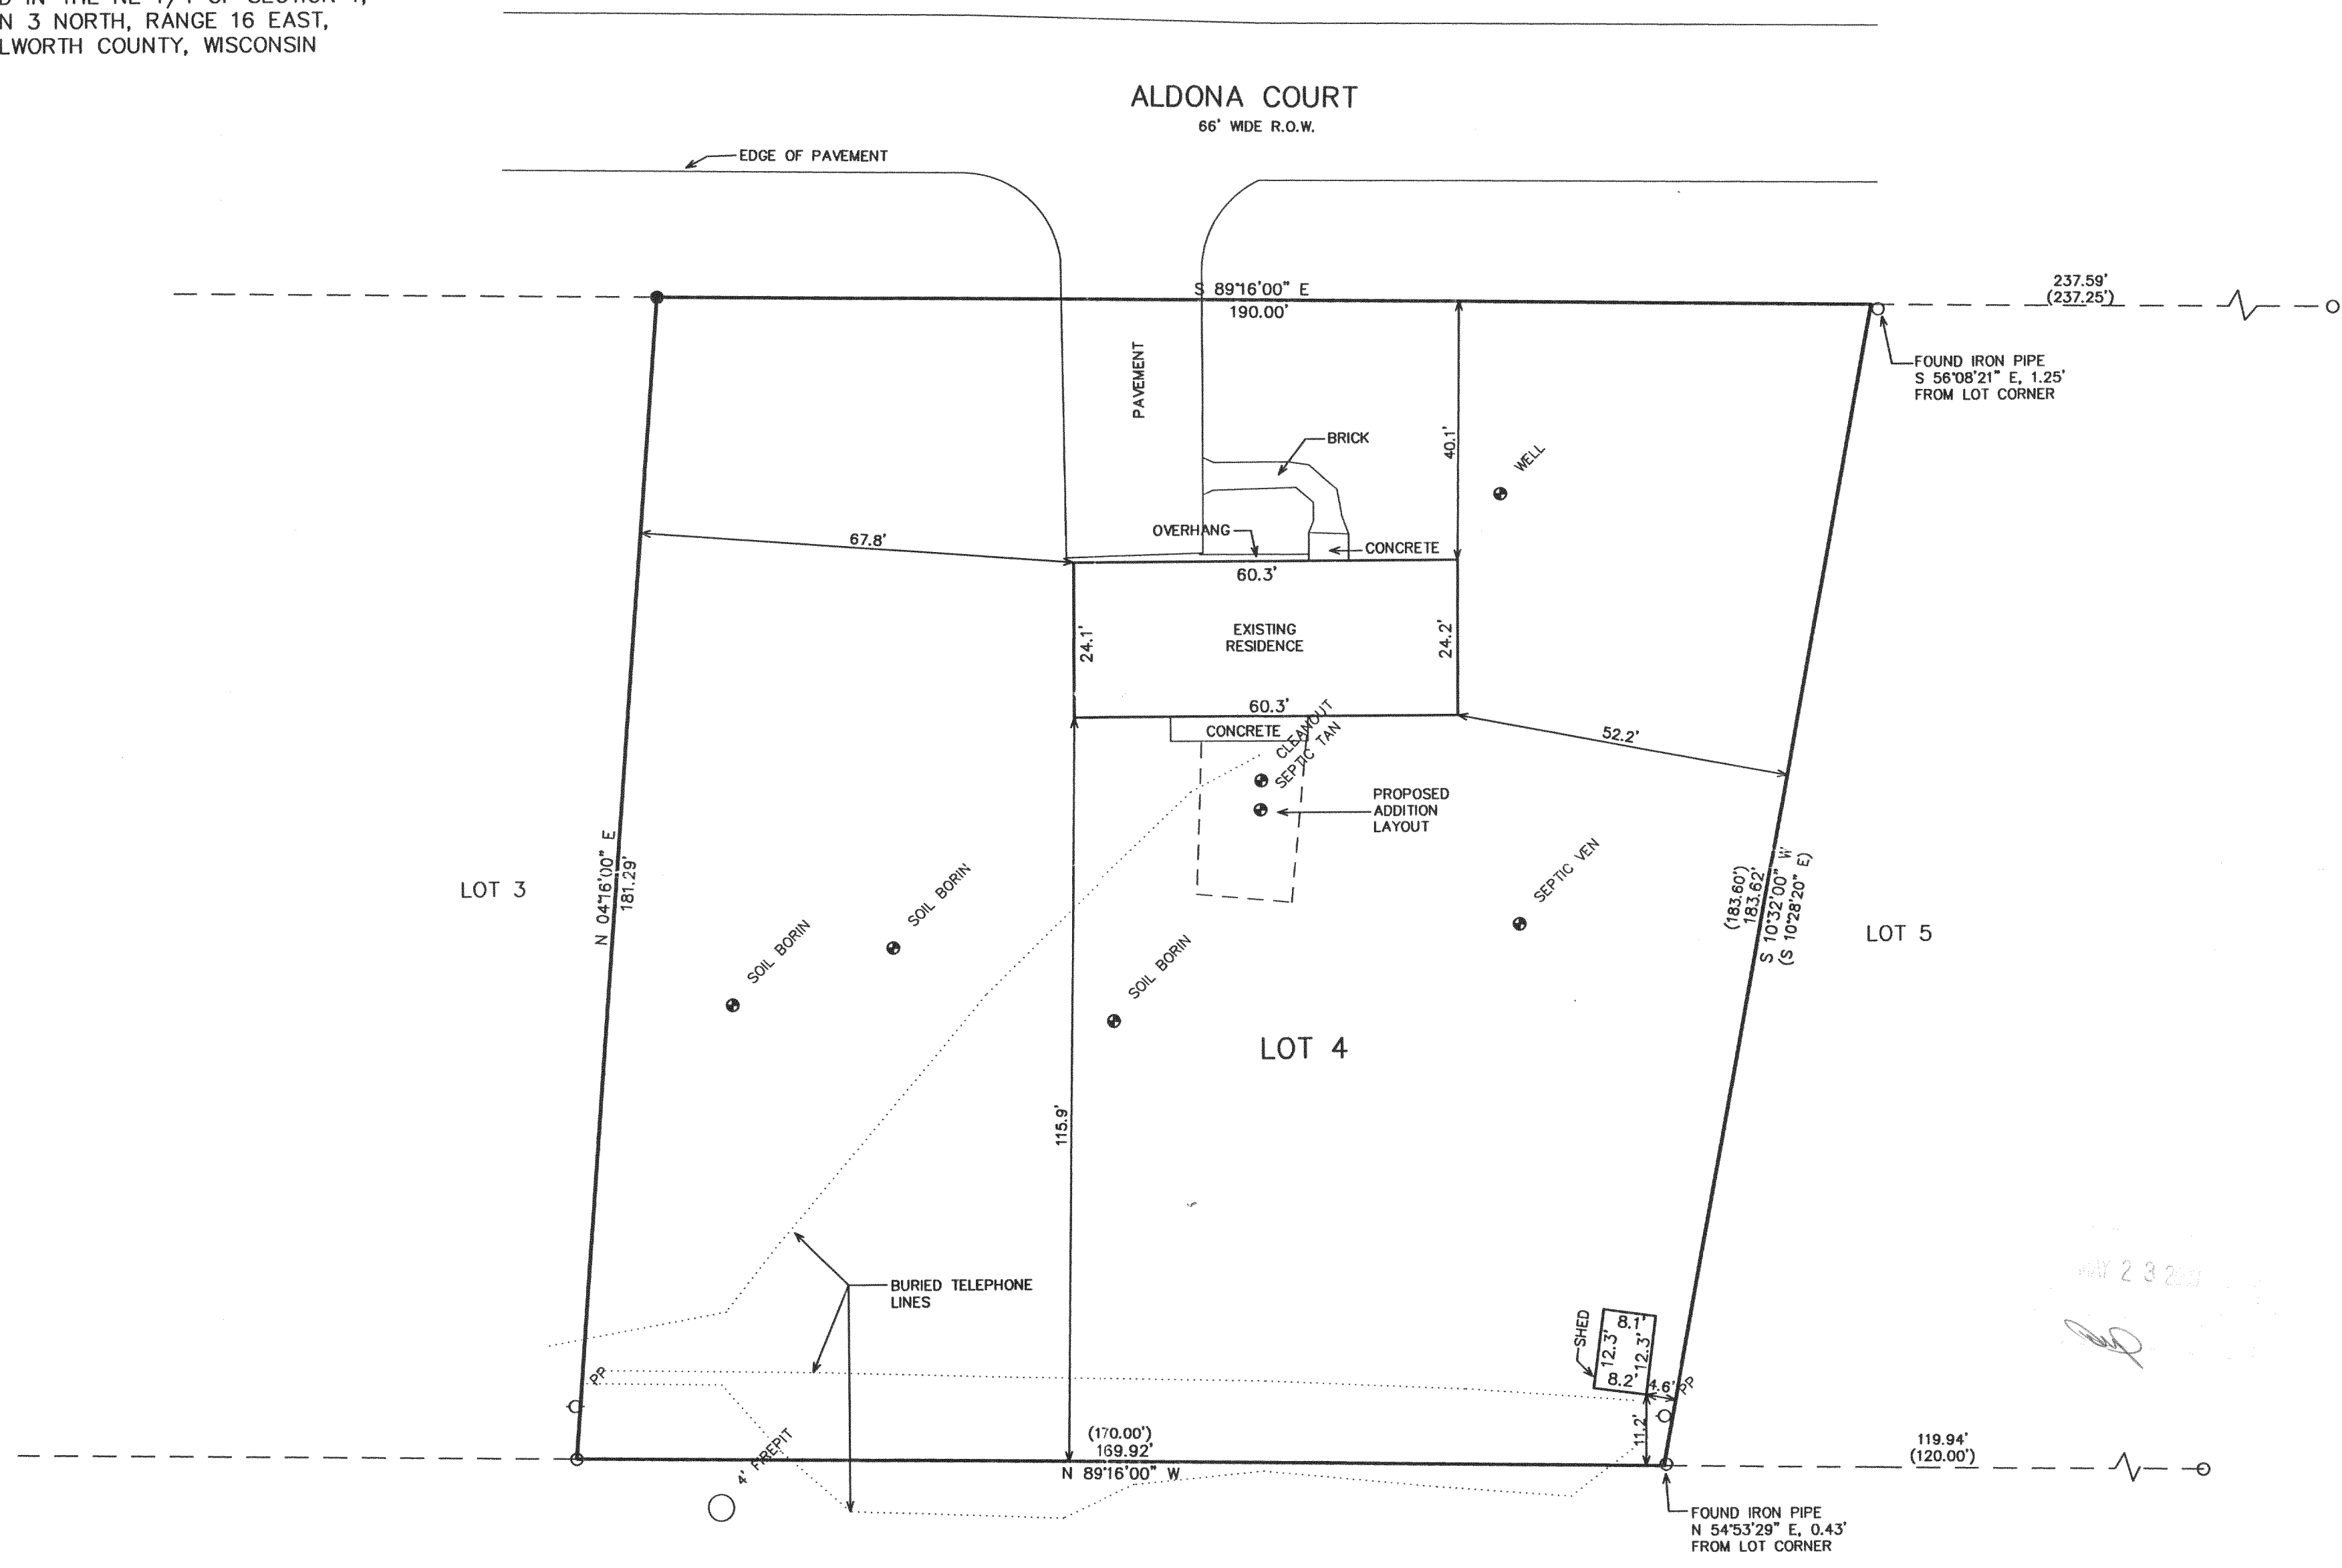 N 3 NORTH, RANGE 16 EAST,
LWORTH COUNTY, WISCONSIN
ALDONA COURT
66' WIDE R.O.W.
EDGE OF PAVEMENT
S 89°16'00" E
190.00'
237.59'
(237.25')
FOUND IRON PIPE
S 56°08'21" E, 1.25'
FROM LOT CORNER
PAVEMENT
BRICK
40.1'
WELL
OVERHANG
CONCRETE
67.8'
60.3'
24.1'
EXISTING
RESIDENCE
24.2'
60.3'
CONCRETE
CLEANOUT
SEPTIC TAN
52.2'
PROPOSED
ADDITION
LAYOUT
LOT 3
N 04°16'00" E
181.29'
SOIL BORIN
SOIL BORIN
SOIL BORIN
SEPTIC VEN
(183.60')
183.62'
S 10°32'00" W
(S 10°28'20" E)
LOT 5
LOT 4
115.9'
BURIED TELEPHONE
LINES
SHED
8.1'
12.3'
12.3'
8.2'
4.6'
PP
PP
11.2'
MAY 23
4' FIREPIT
(170.00')
169.92'
N 89°16'00" W
119.94'
(120.00')
FOUND IRON PIPE
N 54°53'29" E, 0.43'
FROM LOT CORNER